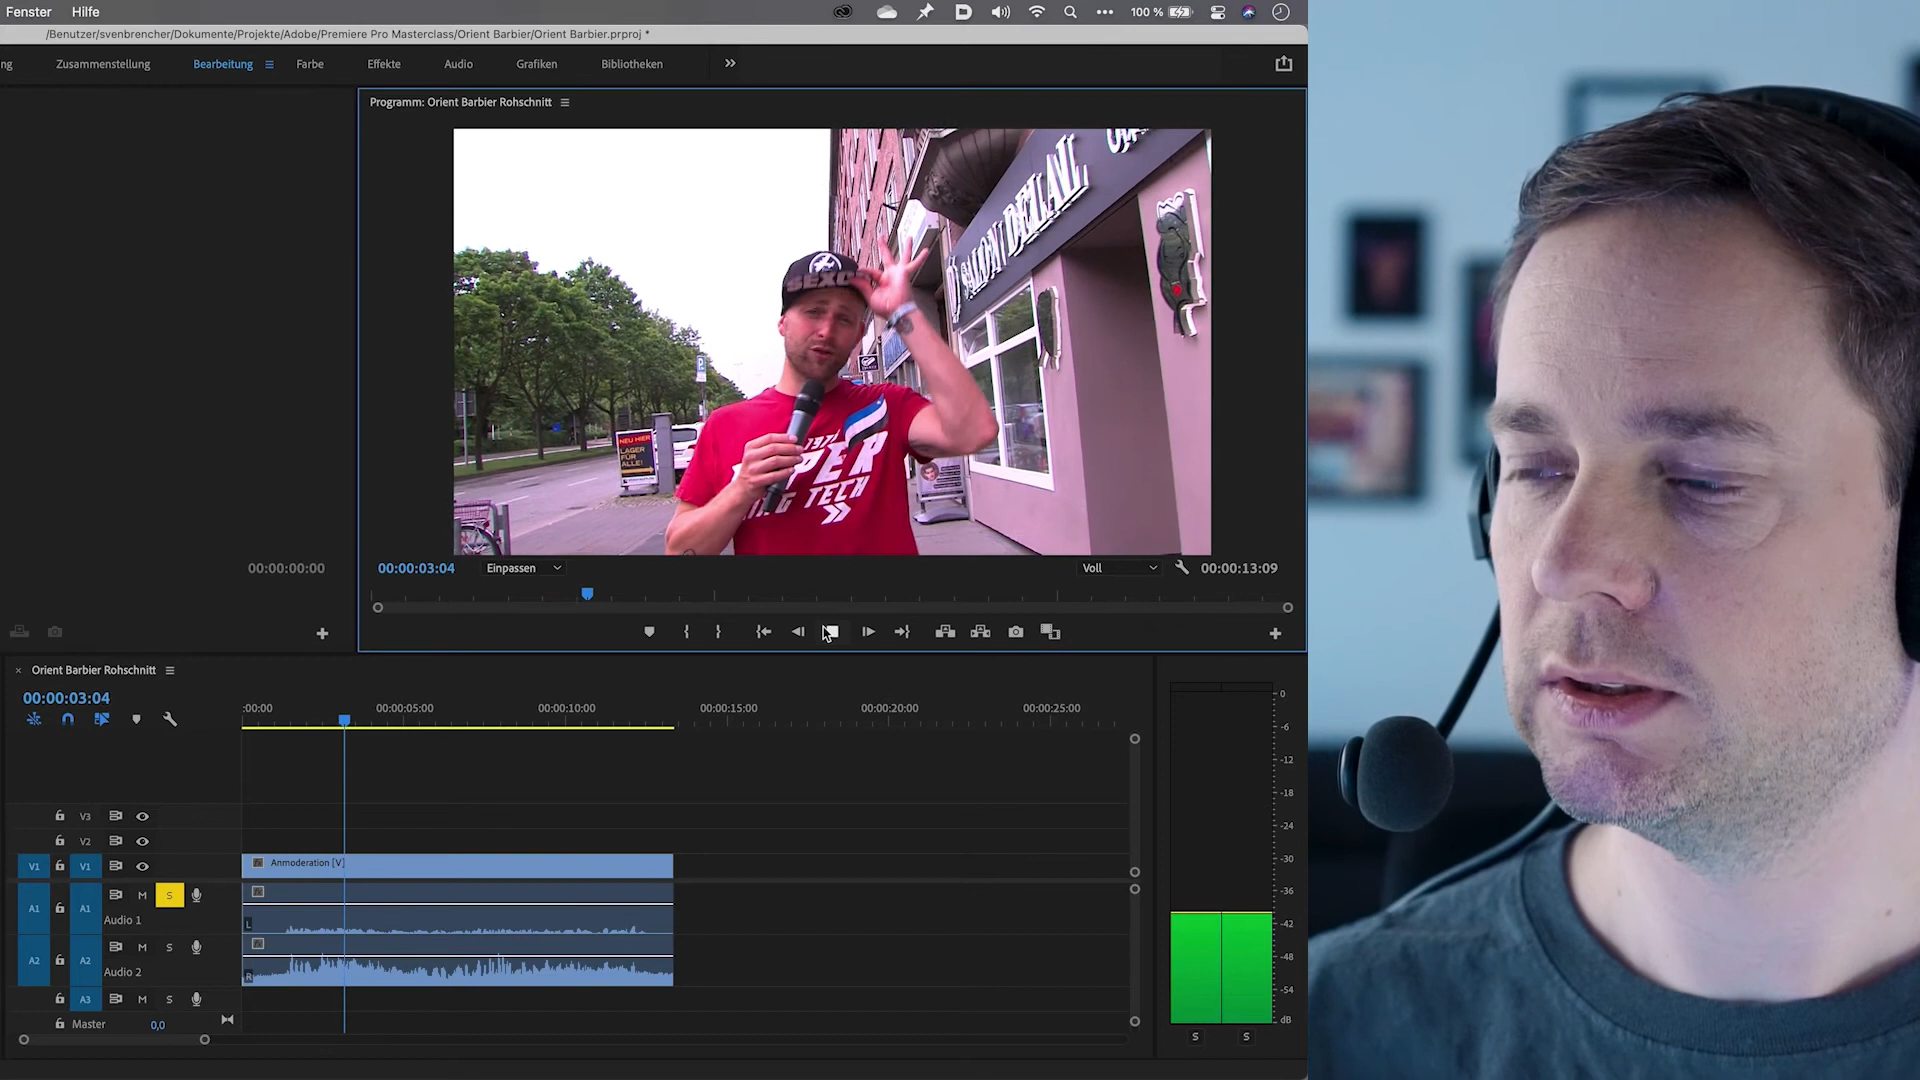 Fenster Hilfe 100 %
/Benutzer/svenbrencher/Dokumente/Projekte/Adobe/Premiere Pro Masterclass/Orient Barbier/Orient Barbier.prproj *
ng Zusammenstellung Bearbeitung Farbe Effekte Audio Grafiken Bibliotheken
Programm: Orient Barbier Rohschnitt
SALON DELAL
NEU HIER
LAGER
FÜR
ALLE!
00:00:00:00
00:00:03:04 Einpassen Voll 00:00:13:09
Orient Barbier Rohschnitt
00:00:03:04
:00:00 00:00:05:00 00:00:10:00 00:00:15:00 00:00:20:00 00:00:25:00
V3
V2
V1 V1 Anmoderation [V]
A1 A1 M S
Audio 1 L
A2 A2 M S
Audio 2 R
A3 M S
Master 0,0
0
-6
-12
-18
-24
-30
-36
-42
-48
-54
dB
S S